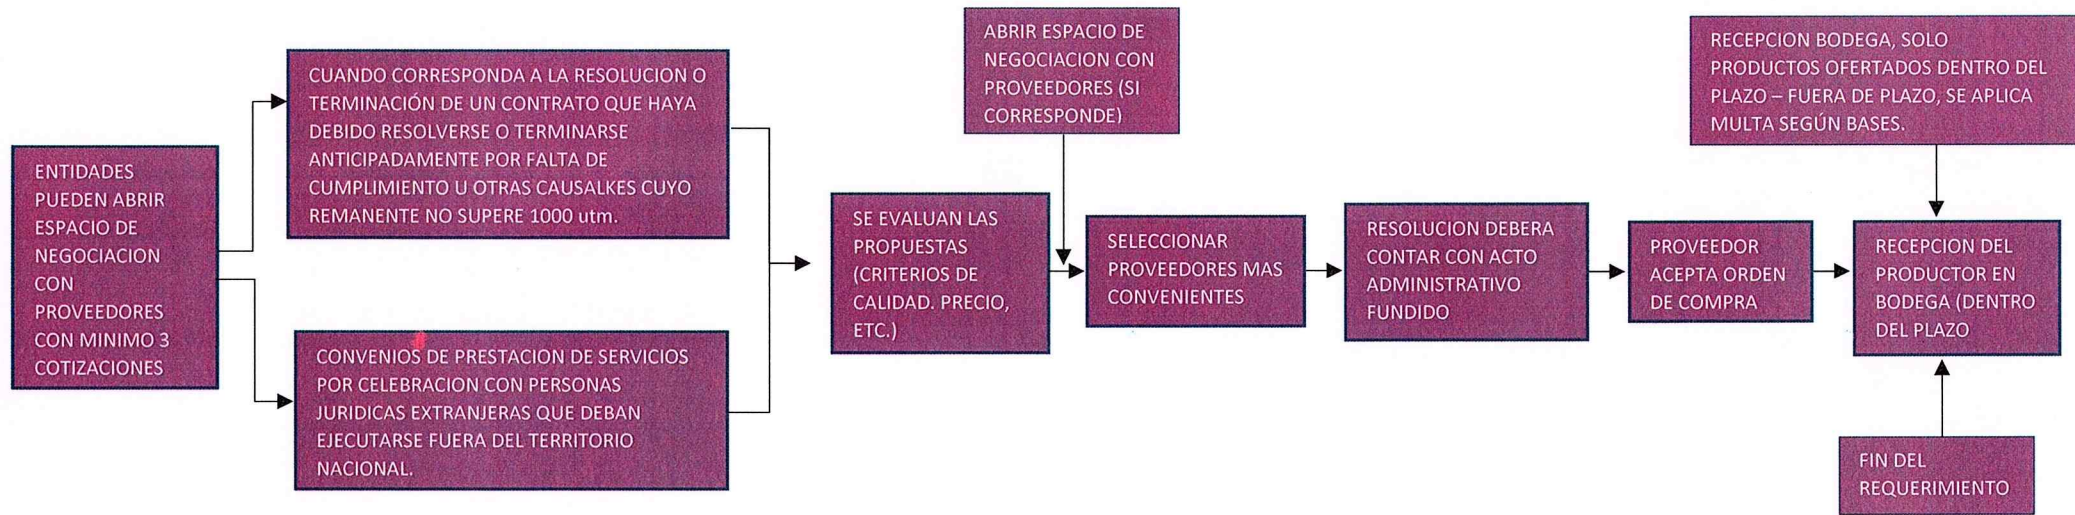 ENTIDADES
PUEDEN ABRIR
ESPACIO DE
NEGOCIACION
CON
PROVEEDORES
CON MINIMO 3
COTIZACIONES
CUANDO CORRESPONDA A LA RESOLUCION O
TERMINACIÓN DE UN CONTRATO QUE HAYA
DEBIDO RESOLVERSE O TERMINARSE
ANTICIPADAMENTE POR FALTA DE
CUMPLIMIENTO U OTRAS CAUSALKES CUYO
REMANENTE NO SUPERE 1000 utm.
CONVENIOS DE PRESTACION DE SERVICIOS
POR CELEBRACION CON PERSONAS
JURIDICAS EXTRANJERAS QUE DEBAN
EJECUTARSE FUERA DEL TERRITORIO
NACIONAL.
SE EVALUAN LAS
PROPUESTAS
(CRITERIOS DE
CALIDAD. PRECIO,
ETC.)
ABRIR ESPACIO DE
NEGOCIACION CON
PROVEEDORES (SI
CORRESPONDE)
SELECCIONAR
PROVEEDORES MAS
CONVENIENTES
RESOLUCION DEBERA
CONTAR CON ACTO
ADMINISTRATIVO
FUNDIDO
PROVEEDOR
ACEPTA ORDEN
DE COMPRA
RECEPCION BODEGA, SOLO
PRODUCTOS OFERTADOS DENTRO DEL
PLAZO – FUERA DE PLAZO, SE APLICA
MULTA SEGÚN BASES.
RECEPCION DEL
PRODUCTOR EN
BODEGA (DENTRO
DEL PLAZO
FIN DEL
REQUERIMIENTO